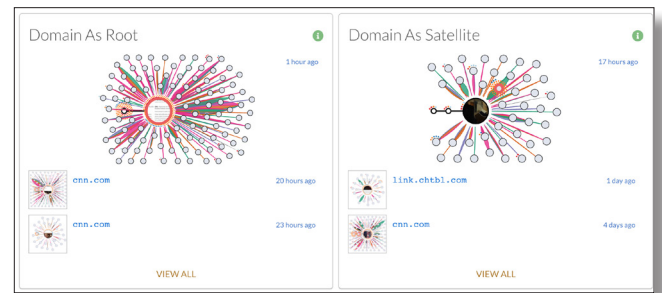 Domain As Root
1 hour ago
cnn.com
20 hours ago
cnn.com
23 hours ago
VIEW ALL
Domain As Satellite
17 hours ago
link.chtbl.com
1 day ago
cnn.com
4 days ago
VIEW ALL